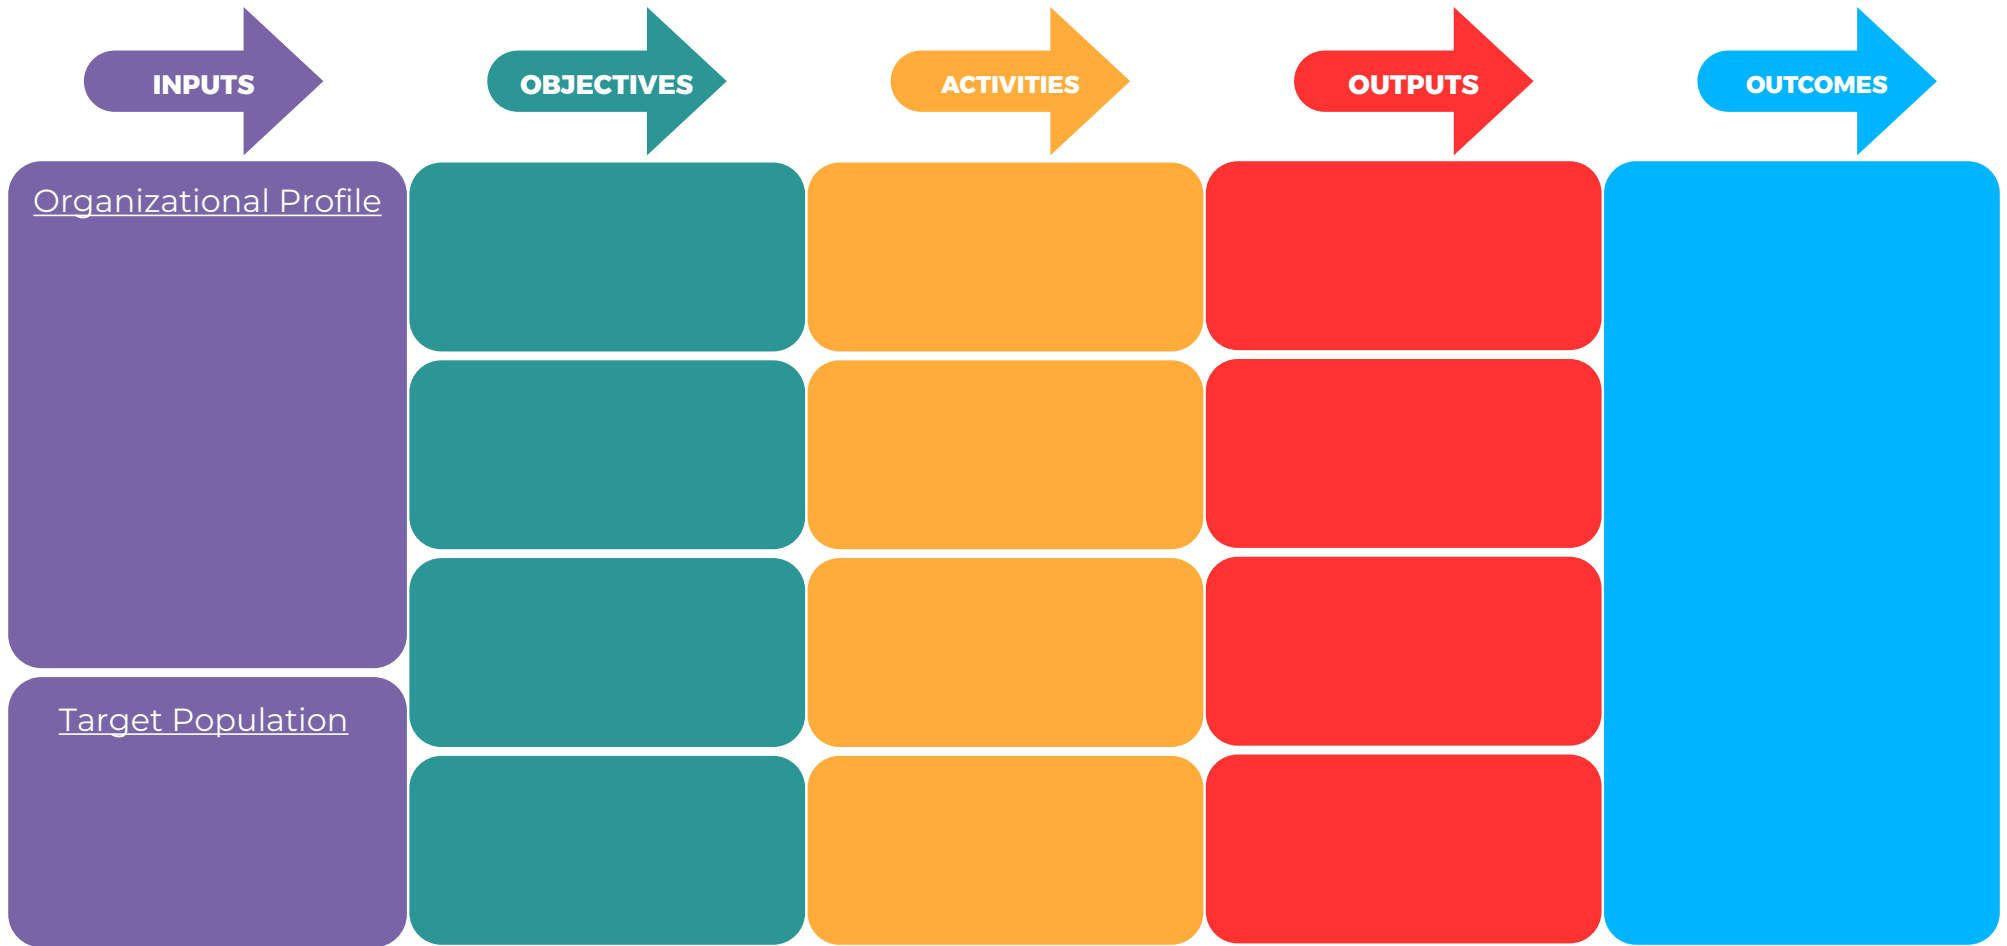 INPUTS
OBJECTIVES
ACTIVITIES
OUTPUTS
OUTCOMES
Organizational Profile
Target Population